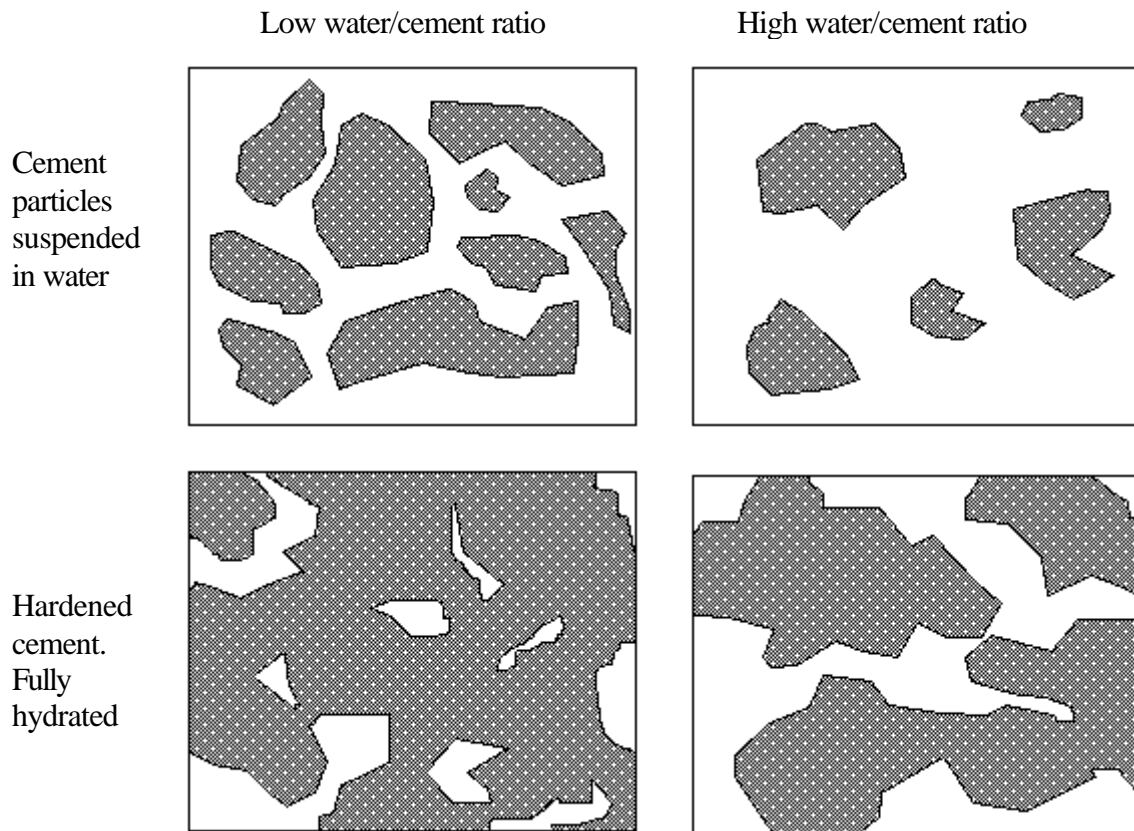 Low water/cement ratio
High water/cement ratio
Cement
particles
suspended
in water
Hardened
cement.
Fully
hydrated